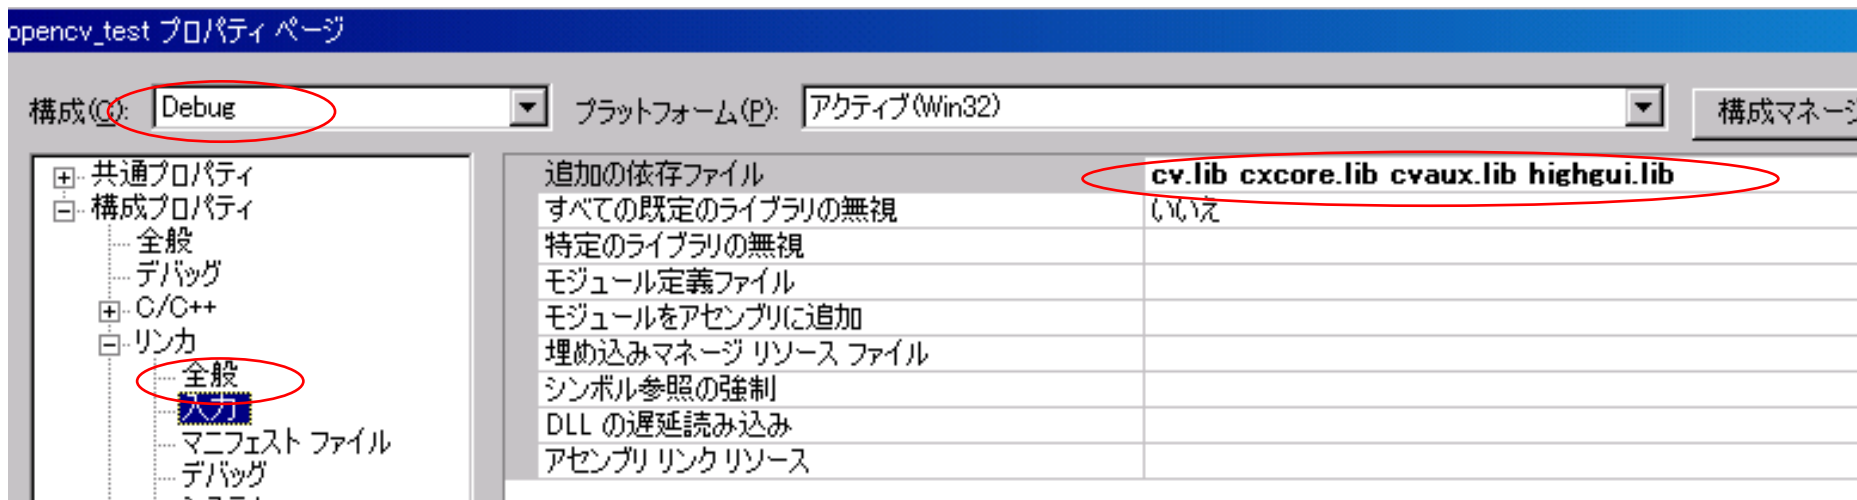 opencv_test プロパティ ページ
構成(C): Debug プラットフォーム(P): アクティブ(Win32) 構成マネージ
共通プロパティ
構成プロパティ
全般
デバッグ
C/C++
リンカ
全般
入力
マニフェスト ファイル
デバッグ
追加の依存ファイル cv.lib cxcore.lib cvaux.lib highgui.lib
すべての既定のライブラリの無視 いいえ
特定のライブラリの無視
モジュール定義ファイル
モジュールをアセンブリに追加
埋め込みマネージ リソース ファイル
シンボル参照の強制
DLL の遅延読み込み
アセンブリ リンク リソース